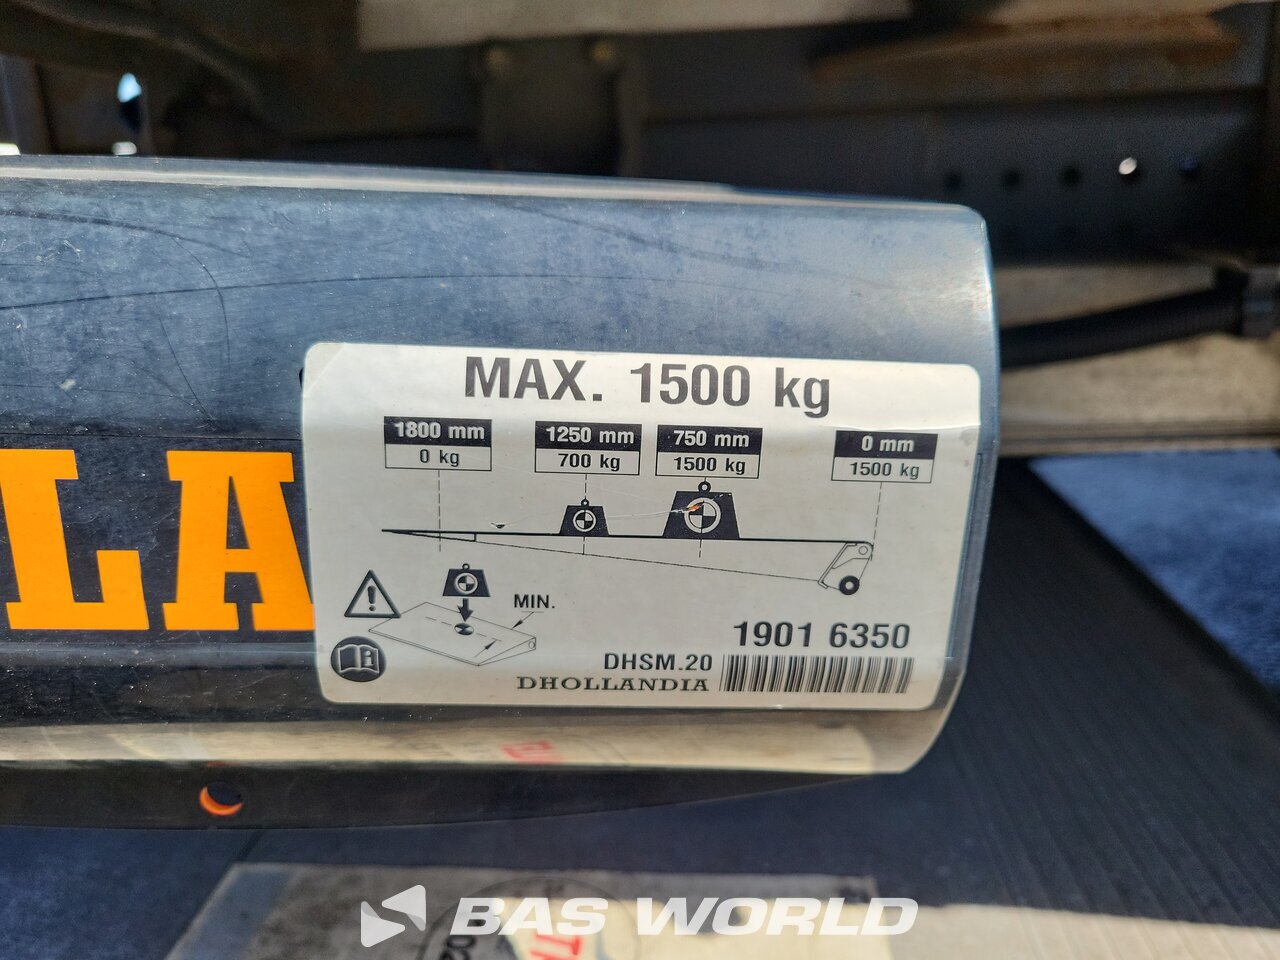 LA
MAX. 1500 kg
1800 mm 1250 mm 750 mm 0 mm
0 kg 700 kg 1500 kg 1500 kg
MIN.
1901 6350
DHSM.20
DHOLLANDIA
BAS WORLD